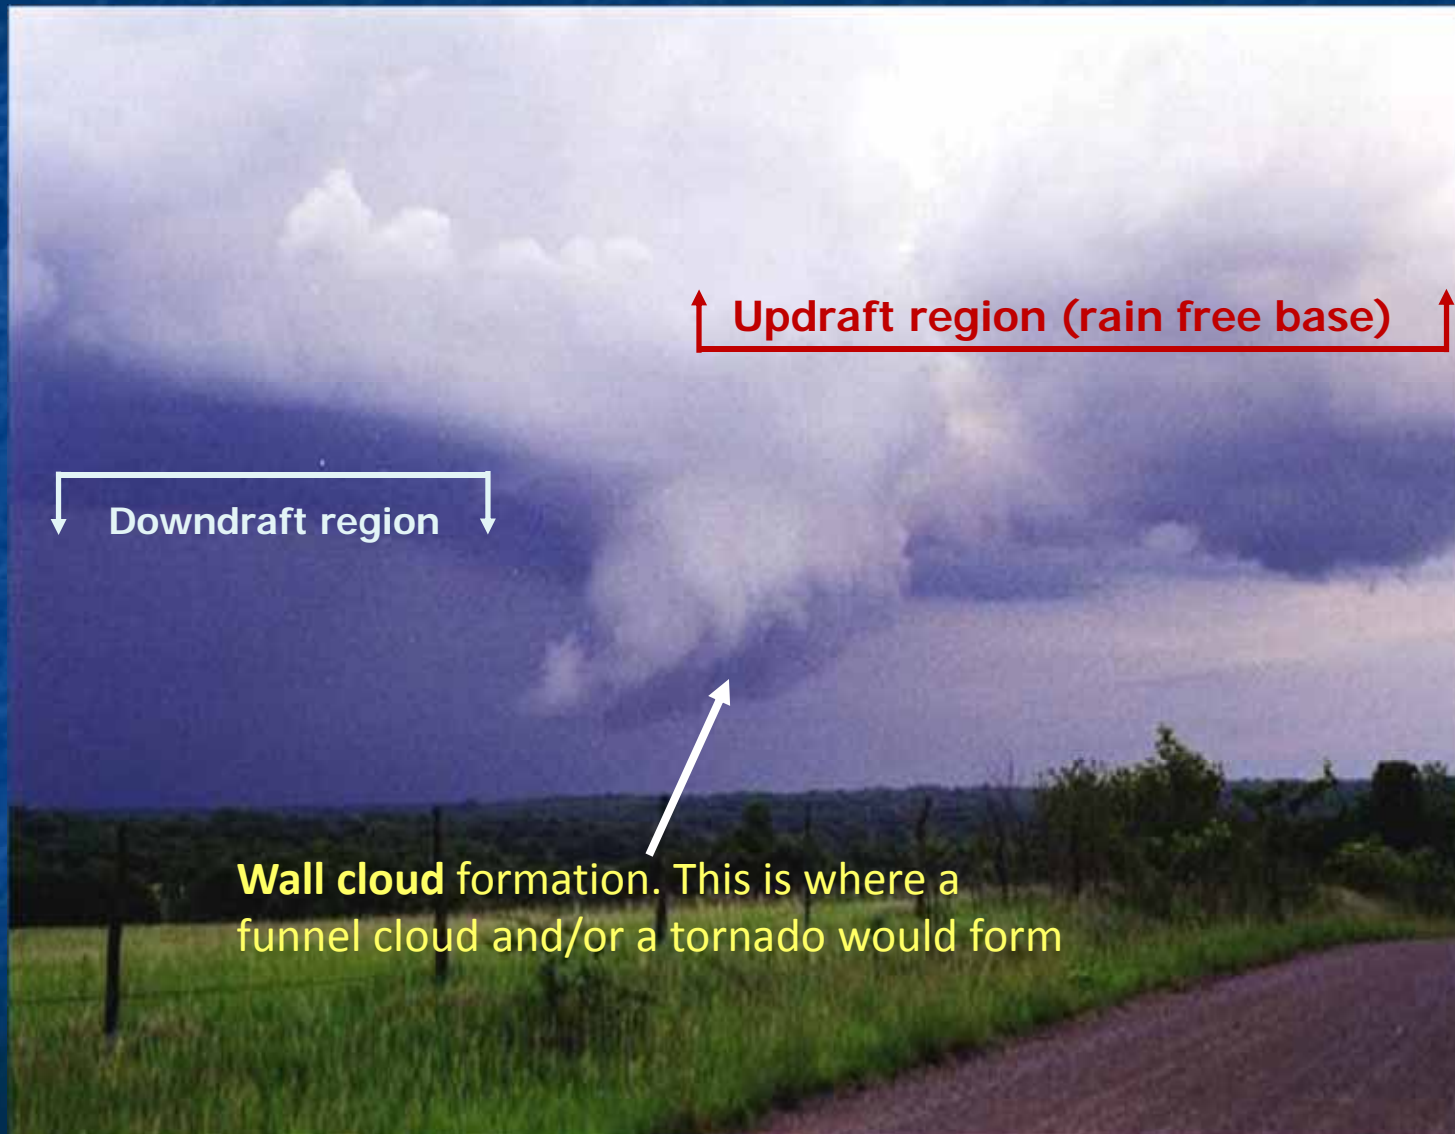 Updraft region (rain free base)
Downdraft region
Wall cloud formation. This is where a
funnel cloud and/or a tornado would form